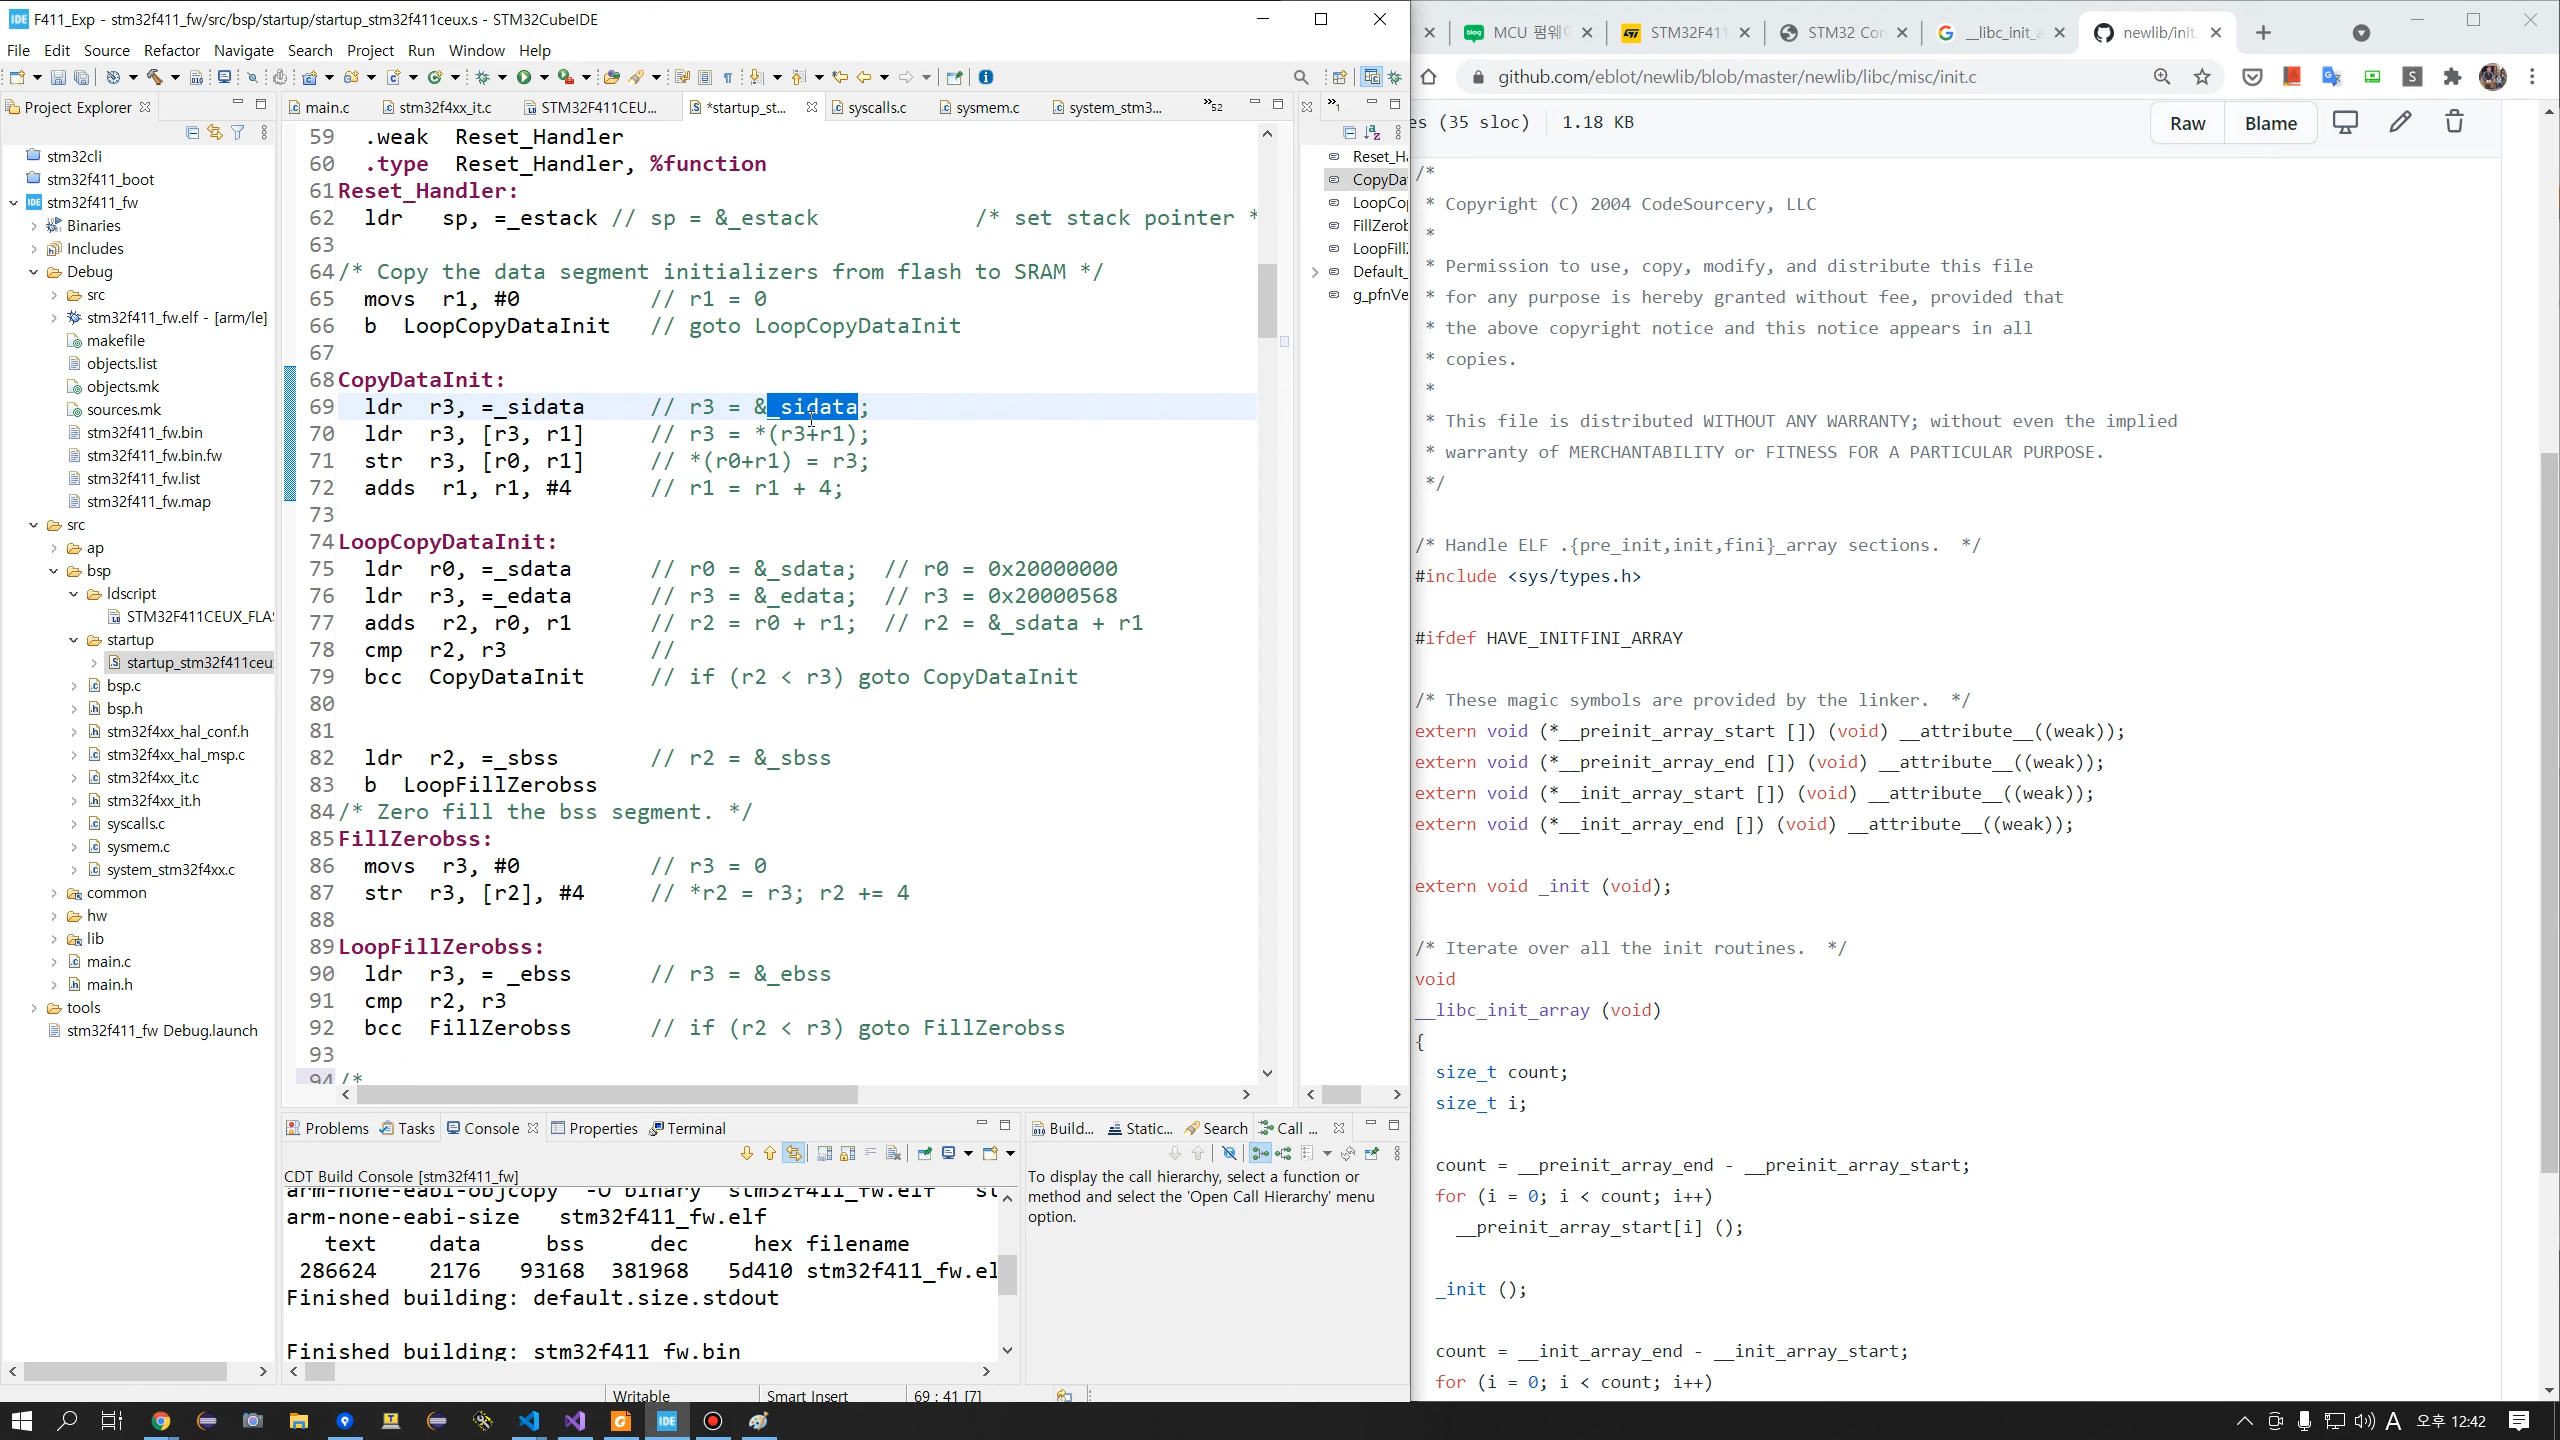 F411_Exp - stm32f411_fw/src/bsp/startup/startup_stm32f411ceux.s - STM32CubeIDE
File Edit Source Refactor Navigate Search Project Run Window Help
Project Explorer
stm32cli
stm32f411_boot
stm32f411_fw
Binaries
Includes
Debug
src
stm32f411_fw.elf - [arm/le]
makefile
objects.list
objects.mk
sources.mk
stm32f411_fw.bin
stm32f411_fw.bin.fw
stm32f411_fw.list
stm32f411_fw.map
src
ap
bsp
ldscript
STM32F411CEUX_FLA
startup
startup_stm32f411ceu
bsp.c
bsp.h
stm32f4xx_hal_conf.h
stm32f4xx_hal_msp.c
stm32f4xx_it.c
stm32f4xx_it.h
syscalls.c
sysmem.c
system_stm32f4xx.c
common
hw
lib
main.c
main.h
tools
stm32f411_fw Debug.launch
main.c stm32f4xx_it.c STM32F411CEU... *startup_st... syscalls.c sysmem.c system_stm3... »52
59 .weak Reset_Handler
60 .type Reset_Handler, %function
61 Reset_Handler:
62 ldr sp, =_estack // sp = &_estack /* set stack pointer *
63
64 /* Copy the data segment initializers from flash to SRAM */
65 movs r1, #0 // r1 = 0
66 b LoopCopyDataInit // goto LoopCopyDataInit
67
68 CopyDataInit:
69 ldr r3, =_sidata // r3 = &_sidata;
70 ldr r3, [r3, r1] // r3 = *(r3+r1);
71 str r3, [r0, r1] // *(r0+r1) = r3;
72 adds r1, r1, #4 // r1 = r1 + 4;
73
74 LoopCopyDataInit:
75 ldr r0, =_sdata // r0 = &_sdata; // r0 = 0x20000000
76 ldr r3, =_edata // r3 = &_edata; // r3 = 0x20000568
77 adds r2, r0, r1 // r2 = r0 + r1; // r2 = &_sdata + r1
78 cmp r2, r3 //
79 bcc CopyDataInit // if (r2 < r3) goto CopyDataInit
80
81
82 ldr r2, =_sbss // r2 = &_sbss
83 b LoopFillZerobss
84 /* Zero fill the bss segment. */
85 FillZerobss:
86 movs r3, #0 // r3 = 0
87 str r3, [r2], #4 // *r2 = r3; r2 += 4
88
89 LoopFillZerobss:
90 ldr r3, = _ebss // r3 = &_ebss
91 cmp r2, r3
92 bcc FillZerobss // if (r2 < r3) goto FillZerobss
93
94 /*
»1
Reset_Ha
CopyDa
LoopCop
FillZerob
LoopFill
Default_
g_pfnVe
Problems Tasks Console Properties Terminal
CDT Build Console [stm32f411_fw]
arm-none-eabi-objcopy -O binary stm32f411_fw.elf st
arm-none-eabi-size stm32f411_fw.elf
text data bss dec hex filename
286624 2176 93168 381968 5d410 stm32f411_fw.el
Finished building: default.size.stdout
Finished building: stm32f411_fw.bin
Build... Static... Search Call ...
To display the call hierarchy, select a function or
method and select the 'Open Call Hierarchy' menu
option.
Writable Smart Insert 69 : 41 [7]
MCU 펌웨어 STM32F411 STM32 Cor __libc_init_a newlib/init.
github.com/eblot/newlib/blob/master/newlib/libc/misc/init.c
es (35 sloc) 1.18 KB Raw Blame
/*
* Copyright (C) 2004 CodeSourcery, LLC
*
* Permission to use, copy, modify, and distribute this file
* for any purpose is hereby granted without fee, provided that
* the above copyright notice and this notice appears in all
* copies.
*
* This file is distributed WITHOUT ANY WARRANTY; without even the implied
* warranty of MERCHANTABILITY or FITNESS FOR A PARTICULAR PURPOSE.
*/
/* Handle ELF .{pre_init,init,fini}_array sections. */
#include <sys/types.h>
#ifdef HAVE_INITFINI_ARRAY
/* These magic symbols are provided by the linker. */
extern void (*__preinit_array_start []) (void) __attribute__((weak));
extern void (*__preinit_array_end []) (void) __attribute__((weak));
extern void (*__init_array_start []) (void) __attribute__((weak));
extern void (*__init_array_end []) (void) __attribute__((weak));
extern void _init (void);
/* Iterate over all the init routines. */
void
__libc_init_array (void)
{
size_t count;
size_t i;
count = __preinit_array_end - __preinit_array_start;
for (i = 0; i < count; i++)
__preinit_array_start[i] ();
_init ();
count = __init_array_end - __init_array_start;
for (i = 0; i < count; i++)
A 오후 12:42